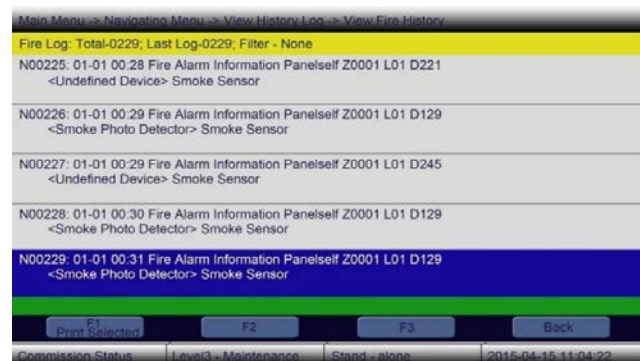 Main Menu -> Navigating Menu -> View History Log -> View Fire History
Fire Log: Total-0229; Last Log-0229; Filter - None
N00225: 01-01 00:28 Fire Alarm Information Panelself Z0001 L01 D221
<Undefined Device> Smoke Sensor
N00226: 01-01 00:29 Fire Alarm Information Panelself Z0001 L01 D129
<Smoke Photo Detector> Smoke Sensor
N00227: 01-01 00:29 Fire Alarm Information Panelself Z0001 L01 D245
<Undefined Device> Smoke Sensor
N00228: 01-01 00:30 Fire Alarm Information Panelself Z0001 L01 D129
<Smoke Photo Detector> Smoke Sensor
N00229: 01-01 00:31 Fire Alarm Information Panelself Z0001 L01 D129
<Smoke Photo Detector> Smoke Sensor
F1 F2 F3 Back
Print Selected
Commission Status Level3 - Maintenance Stand - alone 2015-04-15 11:04:22